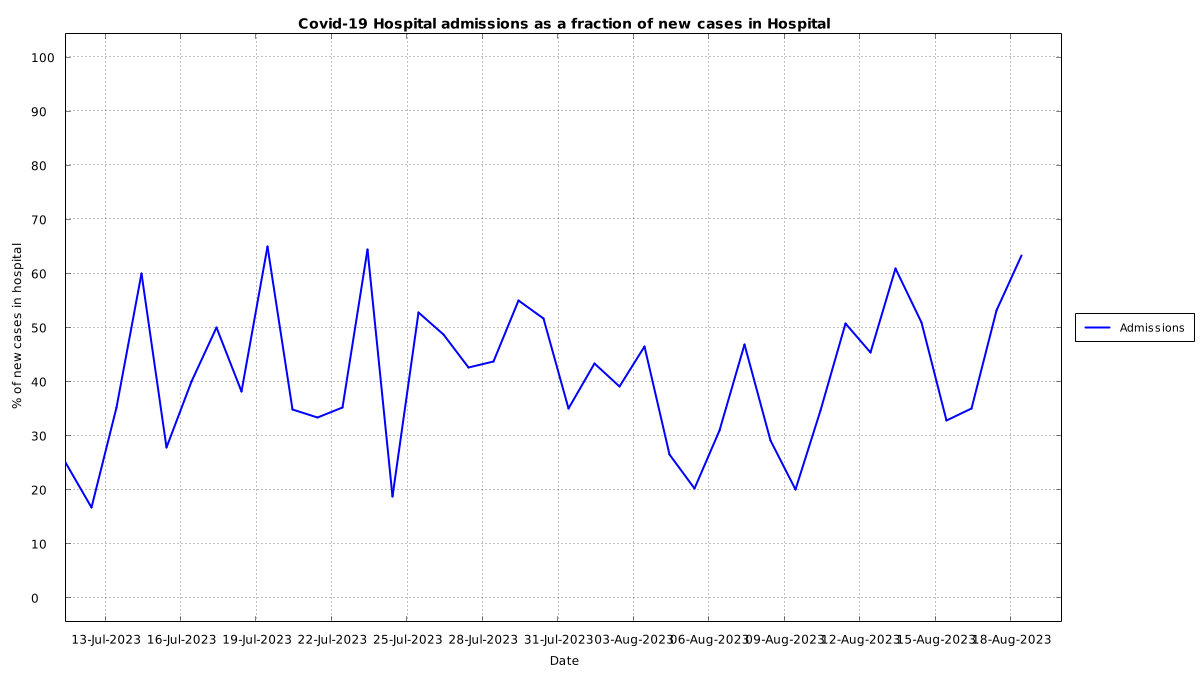 Covid-19 Hospital admissions as a fraction of new cases in Hospital
100
90
80
70
60
50
40
30
20
10
0
% of new cases in hospital
Admissions
13-Jul-2023 16-Jul-2023 19-Jul-2023 22-Jul-2023 25-Jul-2023 28-Jul-2023 31-Jul-2023 03-Aug-2023 06-Aug-2023 09-Aug-2023 12-Aug-2023 15-Aug-2023 18-Aug-2023
Date